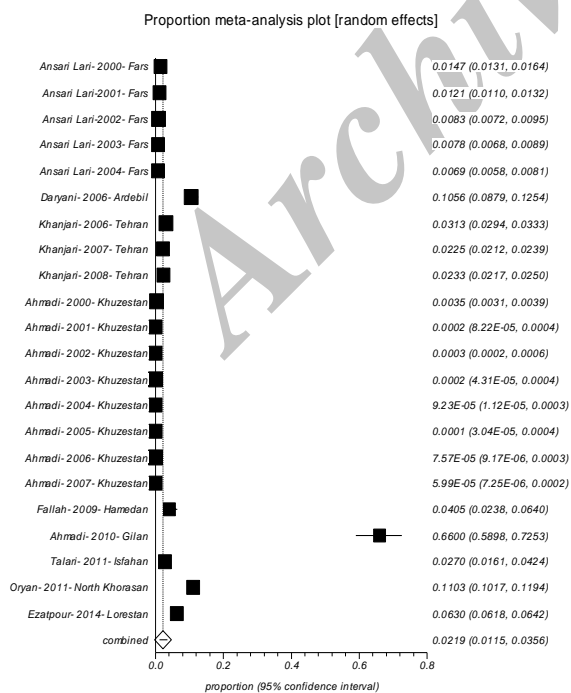 Proportion meta-analysis plot [random effects]
Archiv
Ansari Lari- 2000- Fars 0.0147 (0.0131, 0.0164)
Ansari Lari-2001- Fars 0.0121 (0.0110, 0.0132)
Ansari Lari-2002- Fars 0.0083 (0.0072, 0.0095)
Ansari Lari- 2003- Fars 0.0078 (0.0068, 0.0089)
Ansari Lari- 2004- Fars 0.0069 (0.0058, 0.0081)
Daryani- 2006- Ardebil 0.1056 (0.0879, 0.1254)
Khanjari- 2006- Tehran 0.0313 (0.0294, 0.0333)
Khanjari- 2007- Tehran 0.0225 (0.0212, 0.0239)
Khanjari- 2008- Tehran 0.0233 (0.0217, 0.0250)
Ahmadi- 2000- Khuzestan 0.0035 (0.0031, 0.0039)
Ahmadi- 2001- Khuzestan 0.0002 (8.22E-05, 0.0004)
Ahmadi- 2002- Khuzestan 0.0003 (0.0002, 0.0006)
Ahmadi- 2003- Khuzestan 0.0002 (4.31E-05, 0.0004)
Ahmadi- 2004- Khuzestan 9.23E-05 (1.12E-05, 0.0003)
Ahmadi- 2005- Khuzestan 0.0001 (3.04E-05, 0.0004)
Ahmadi- 2006- Khuzestan 7.57E-05 (9.17E-06, 0.0003)
Ahmadi- 2007- Khuzestan 5.99E-05 (7.25E-06, 0.0002)
Fallah- 2009- Hamedan 0.0405 (0.0238, 0.0640)
Ahmadi- 2010- Gilan 0.6600 (0.5898, 0.7253)
Talari- 2011- Isfahan 0.0270 (0.0161, 0.0424)
Oryan- 2011- North Khorasan 0.1103 (0.1017, 0.1194)
Ezatpour- 2014- Lorestan 0.0630 (0.0618, 0.0642)
combined 0.0219 (0.0115, 0.0356)
0.0 0.2 0.4 0.6 0.8
proportion (95% confidence interval)